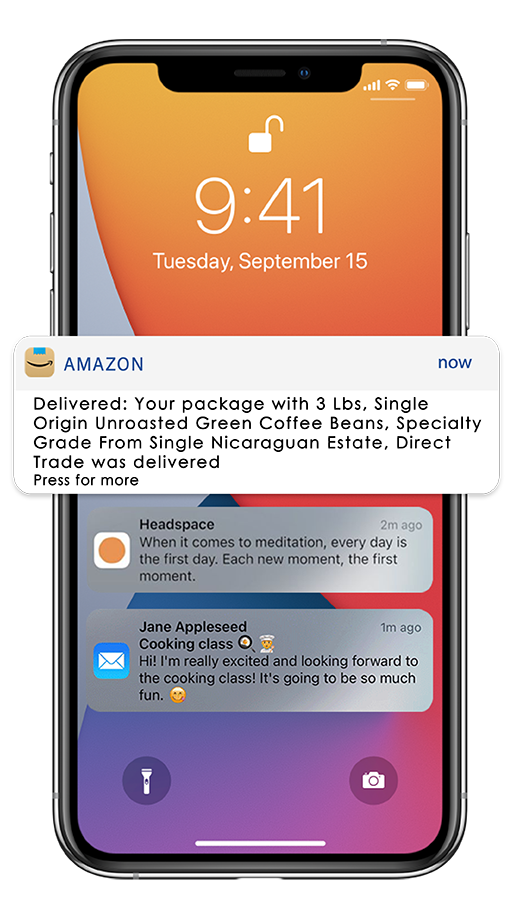 9:41
Tuesday, September 15
AMAZON now
Delivered: Your package with 3 Lbs, Single
Origin Unroasted Green Coffee Beans, Specialty
Grade From Single Nicaraguan Estate, Direct
Trade was delivered
Press for more
Headspace 2m ago
When it comes to meditation, every day is
the first day. Each new moment, the first
moment.
Jane Appleseed 1m ago
Cooking class 🍳 👨‍🍳
Hi! I'm really excited and looking forward to
the cooking class! It's going to be so much
fun. 😋